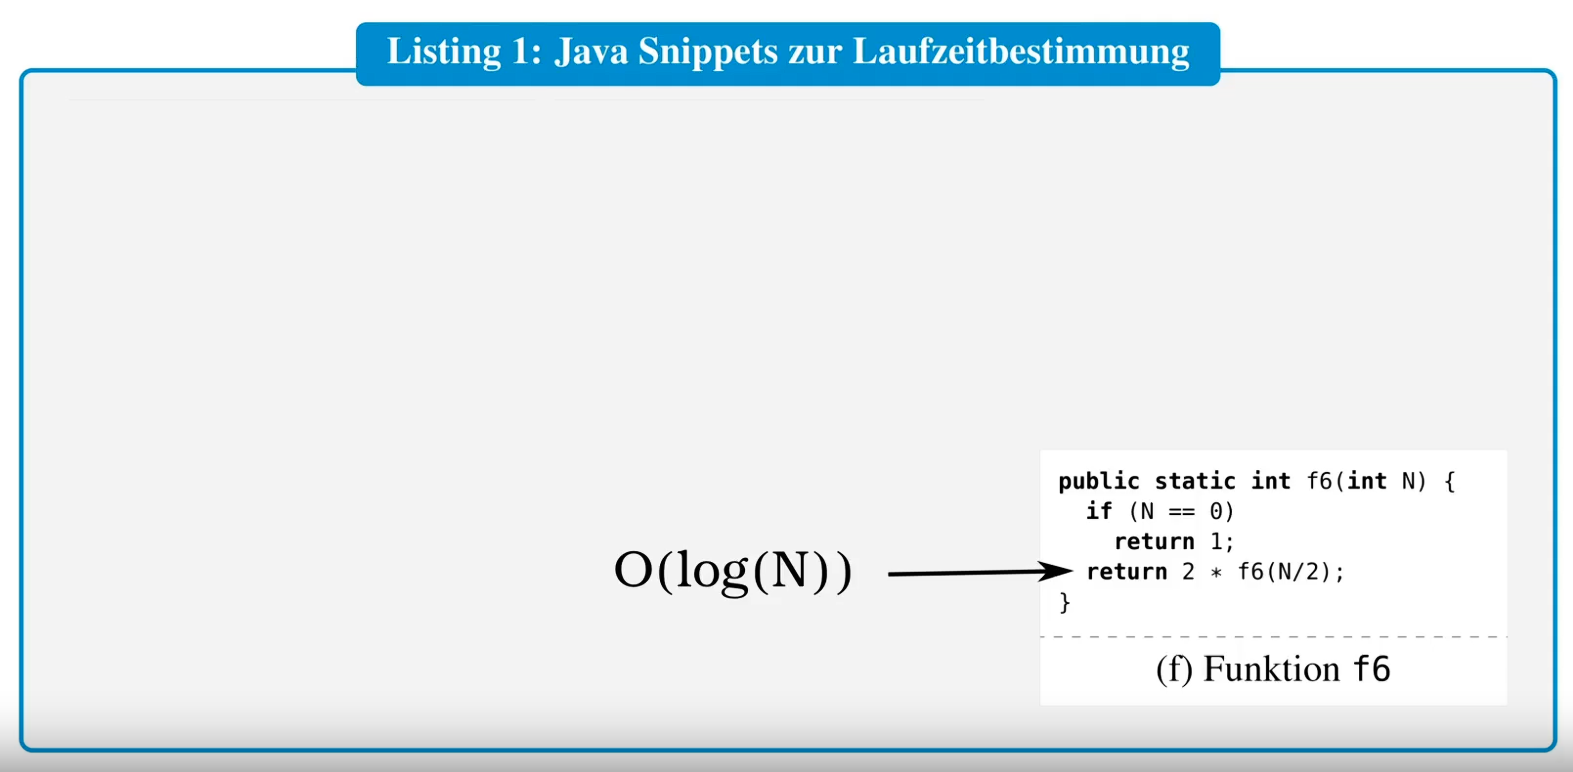 Listing 1: Java Snippets zur Laufzeitbestimmung
public static int f6(int N) {
if (N == 0)
return 1;
O(log(N))
return 2 * f6(N/2);
}
(f) Funktion f6